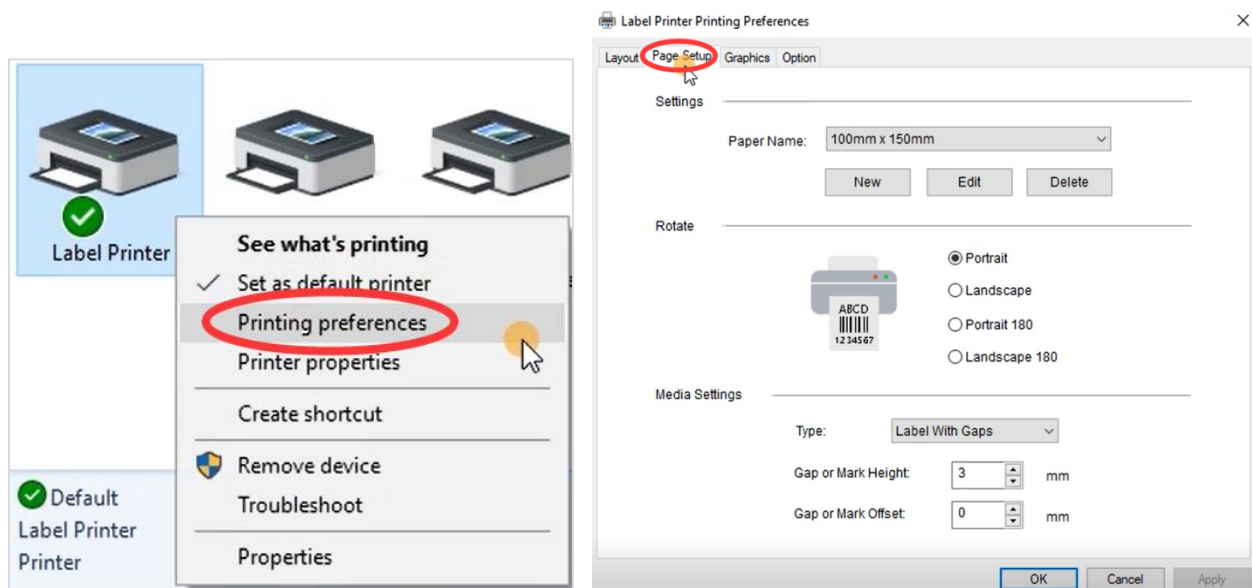 Label Printer
See what's printing
Set as default printer
Printing preferences
Printer properties
Create shortcut
Remove device
Troubleshoot
Properties
Default
Label Printer
Printer
Label Printer Printing Preferences
Layout Page Setup Graphics Option
Settings
Paper Name: 100mm x 150mm
New Edit Delete
Rotate
ABCD
1234567
Portrait
Landscape
Portrait 180
Landscape 180
Media Settings
Type: Label With Gaps
Gap or Mark Height: 3 mm
Gap or Mark Offset: 0 mm
OK Cancel Apply